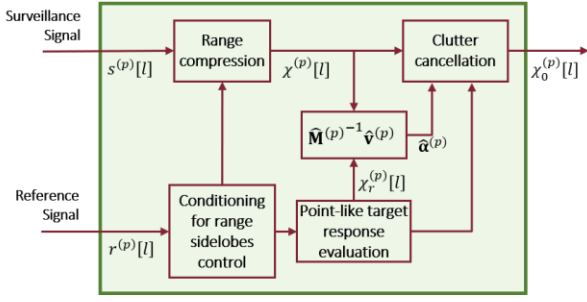 Surveillance
Signal
s^(p)[l]
Range
compression
χ^(p)[l]
Clutter
cancellation
χ_0^(p)[l]
M̂^(p)⁻¹ v̂^(p)
α̂^(p)
χ_r^(p)[l]
Reference
Signal
r^(p)[l]
Conditioning
for range
sidelobes
control
Point-like target
response
evaluation